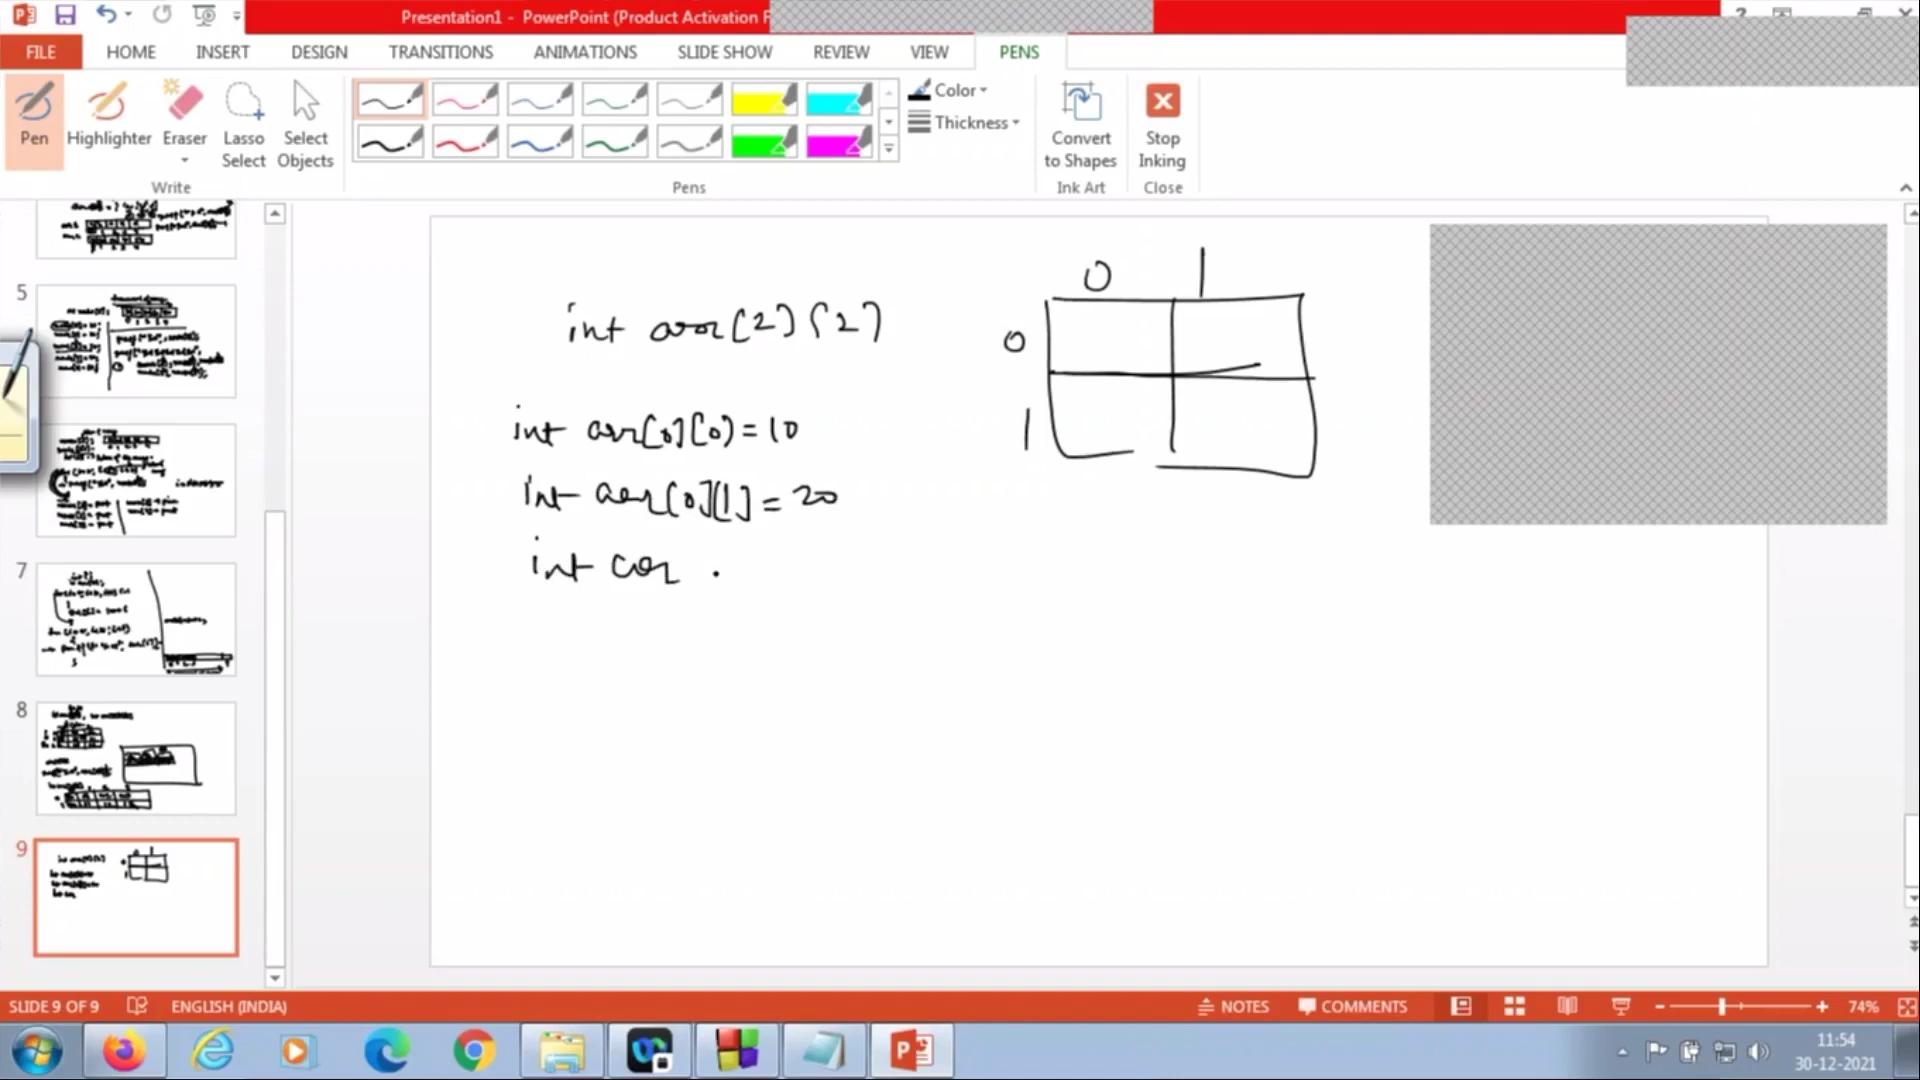 Presentation1 - PowerPoint (Product Activation F
FILE HOME INSERT DESIGN TRANSITIONS ANIMATIONS SLIDE SHOW REVIEW VIEW PENS
Pen Highlighter Eraser Lasso Select Select Objects
Color
Thickness
Convert to Shapes
Stop Inking
Write Pens Ink Art Close
5
7
8
9
0 1
int arr[2][2]
0
int arr[0][0]=10
1
int arr[0][1]=20
int arr
SLIDE 9 OF 9 ENGLISH (INDIA) NOTES COMMENTS 74%
11:54
30-12-2021